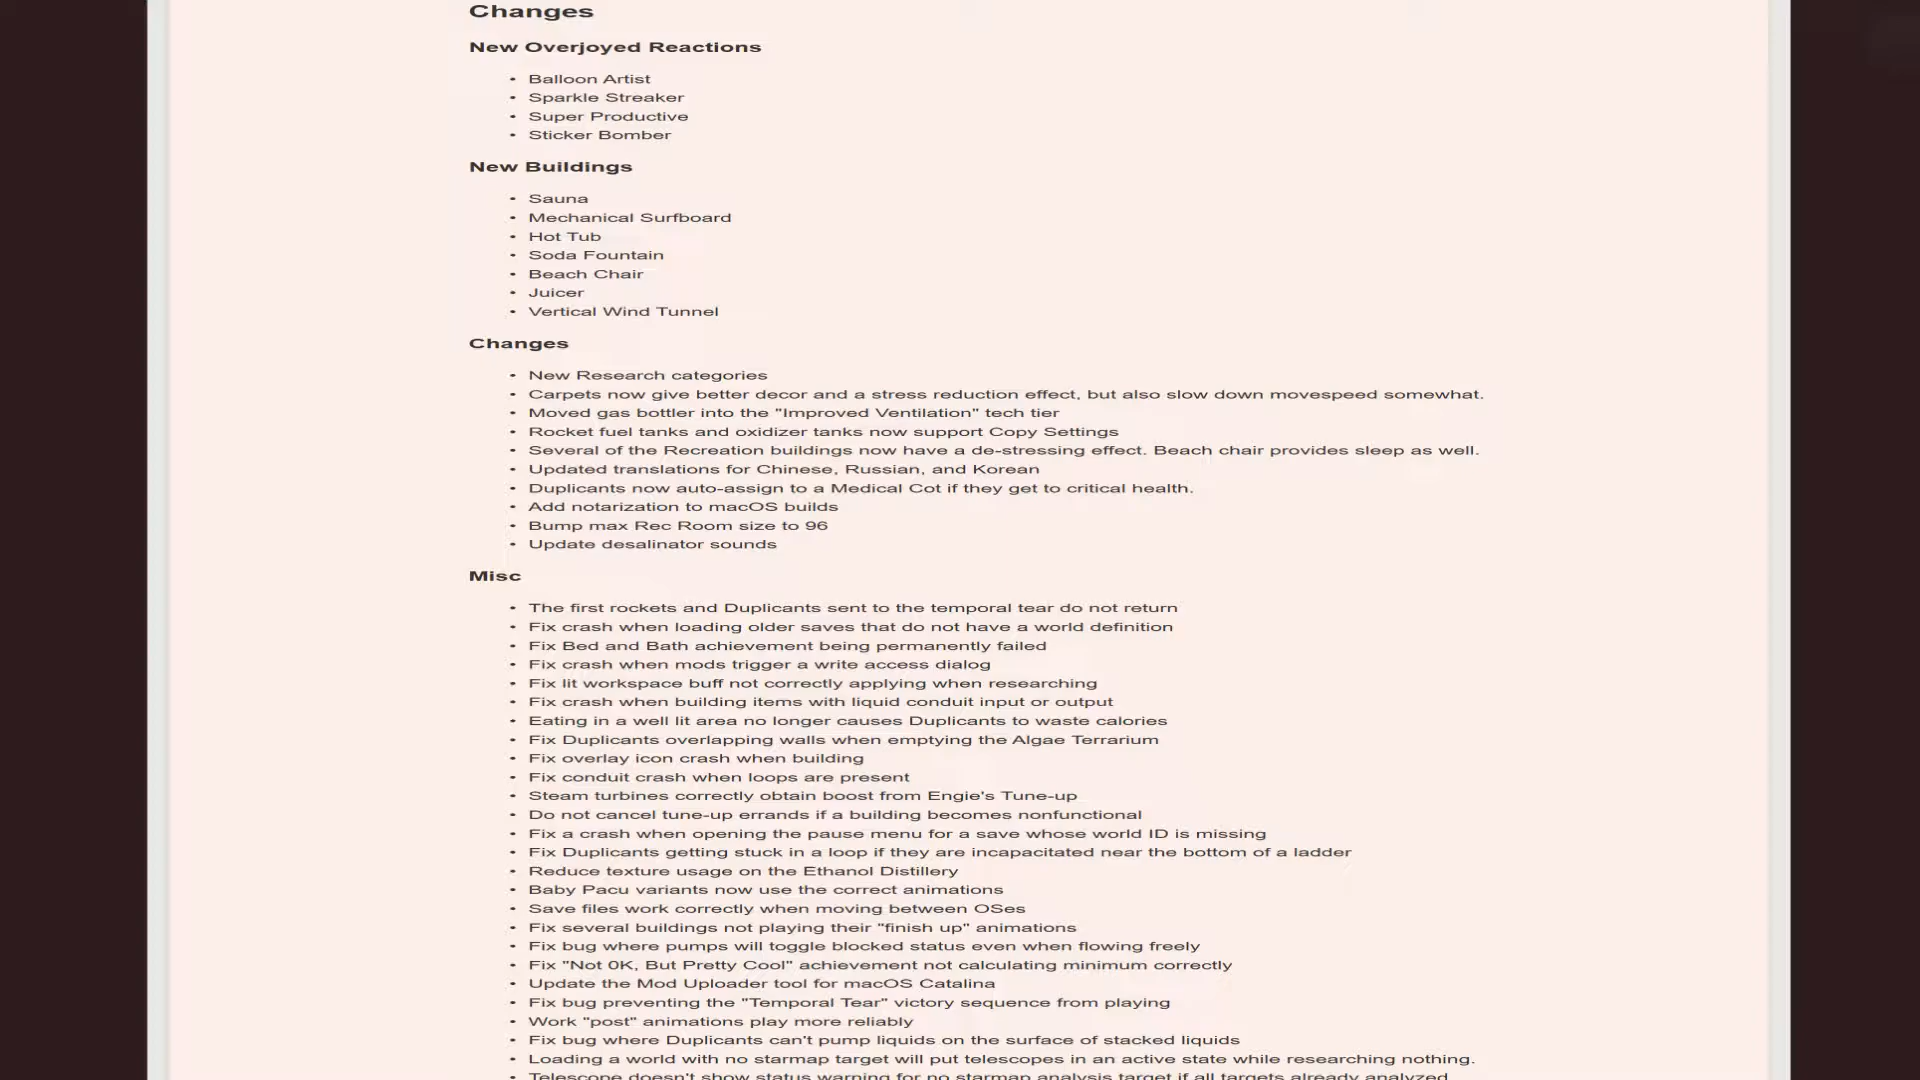 Changes
New Overjoyed Reactions
• Balloon Artist
• Sparkle Streaker
• Super Productive
• Sticker Bomber
New Buildings
• Sauna
• Mechanical Surfboard
• Hot Tub
• Soda Fountain
• Beach Chair
• Juicer
• Vertical Wind Tunnel
Changes
• New Research categories
• Carpets now give better decor and a stress reduction effect, but also slow down movespeed somewhat.
• Moved gas bottler into the "Improved Ventilation" tech tier
• Rocket fuel tanks and oxidizer tanks now support Copy Settings
• Several of the Recreation buildings now have a de-stressing effect. Beach chair provides sleep as well.
• Updated translations for Chinese, Russian, and Korean
• Duplicants now auto-assign to a Medical Cot if they get to critical health.
• Add notarization to macOS builds
• Bump max Rec Room size to 96
• Update desalinator sounds
Misc
• The first rockets and Duplicants sent to the temporal tear do not return
• Fix crash when loading older saves that do not have a world definition
• Fix Bed and Bath achievement being permanently failed
• Fix crash when mods trigger a write access dialog
• Fix lit workspace buff not correctly applying when researching
• Fix crash when building items with liquid conduit input or output
• Eating in a well lit area no longer causes Duplicants to waste calories
• Fix Duplicants overlapping walls when emptying the Algae Terrarium
• Fix overlay icon crash when building
• Fix conduit crash when loops are present
• Steam turbines correctly obtain boost from Engie's Tune-up
• Do not cancel tune-up errands if a building becomes nonfunctional
• Fix a crash when opening the pause menu for a save whose world ID is missing
• Fix Duplicants getting stuck in a loop if they are incapacitated near the bottom of a ladder
• Reduce texture usage on the Ethanol Distillery
• Baby Pacu variants now use the correct animations
• Save files work correctly when moving between OSes
• Fix several buildings not playing their "finish up" animations
• Fix bug where pumps will toggle blocked status even when flowing freely
• Fix "Not 0K, But Pretty Cool" achievement not calculating minimum correctly
• Update the Mod Uploader tool for macOS Catalina
• Fix bug preventing the "Temporal Tear" victory sequence from playing
• Work "post" animations play more reliably
• Fix bug where Duplicants can't pump liquids on the surface of stacked liquids
• Loading a world with no starmap target will put telescopes in an active state while researching nothing.
• Telescope doesn't show status warning for no starmap analysis target if all targets already analyzed